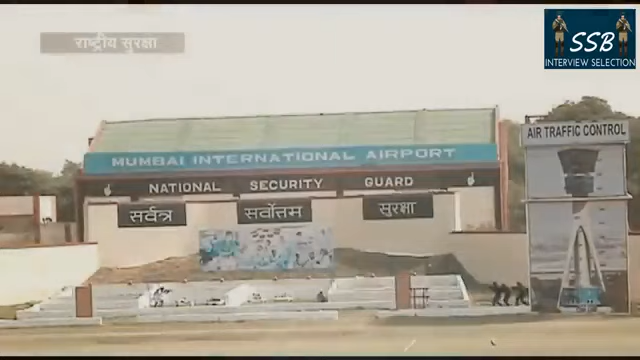 राष्ट्रीय सुरक्षा
SSB
INTERVIEW SELECTION
AIR TRAFFIC CONTROL
MUMBAI INTERNATIONAL AIRPORT
NATIONAL SECURITY GUARD
सर्वत्र सर्वोत्तम सुरक्षा